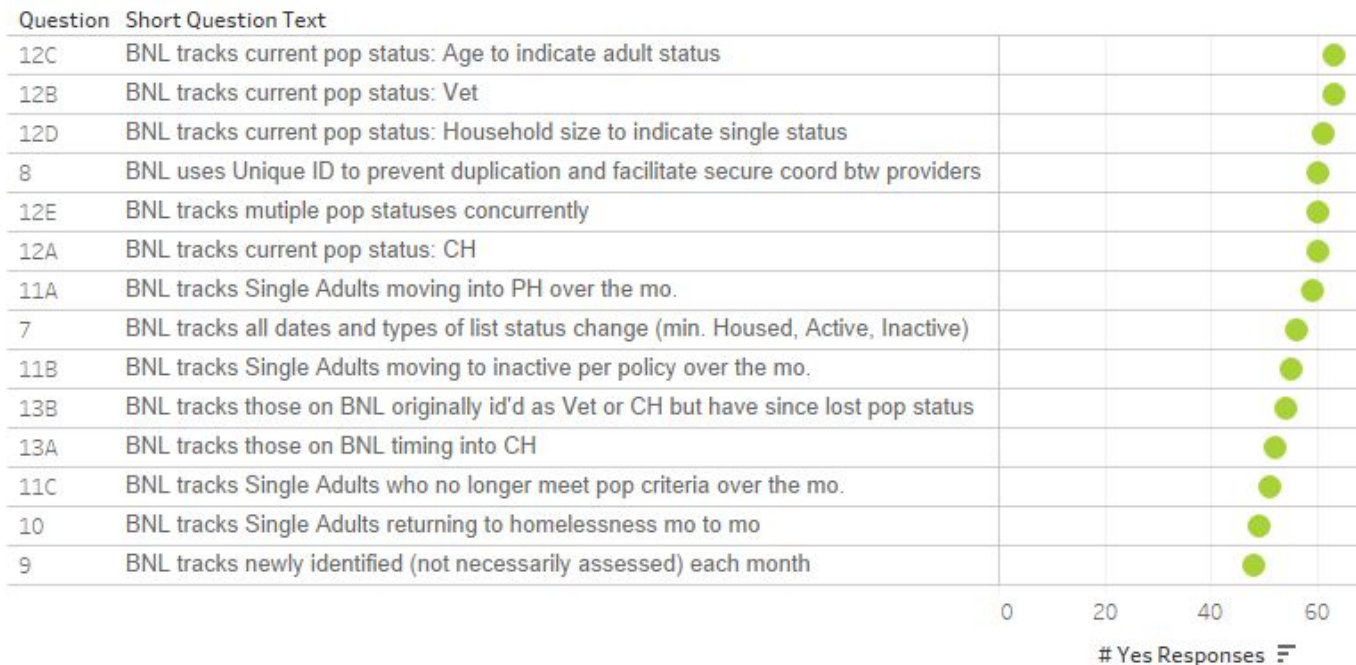 Question Short Question Text
12C BNL tracks current pop status: Age to indicate adult status
12B BNL tracks current pop status: Vet
12D BNL tracks current pop status: Household size to indicate single status
8 BNL uses Unique ID to prevent duplication and facilitate secure coord btw providers
12E BNL tracks mutiple pop statuses concurrently
12A BNL tracks current pop status: CH
11A BNL tracks Single Adults moving into PH over the mo.
7 BNL tracks all dates and types of list status change (min. Housed, Active, Inactive)
11B BNL tracks Single Adults moving to inactive per policy over the mo.
13B BNL tracks those on BNL originally id'd as Vet or CH but have since lost pop status
13A BNL tracks those on BNL timing into CH
11C BNL tracks Single Adults who no longer meet pop criteria over the mo.
10 BNL tracks Single Adults returning to homelessness mo to mo
9 BNL tracks newly identified (not necessarily assessed) each month
0 20 40 60
# Yes Responses